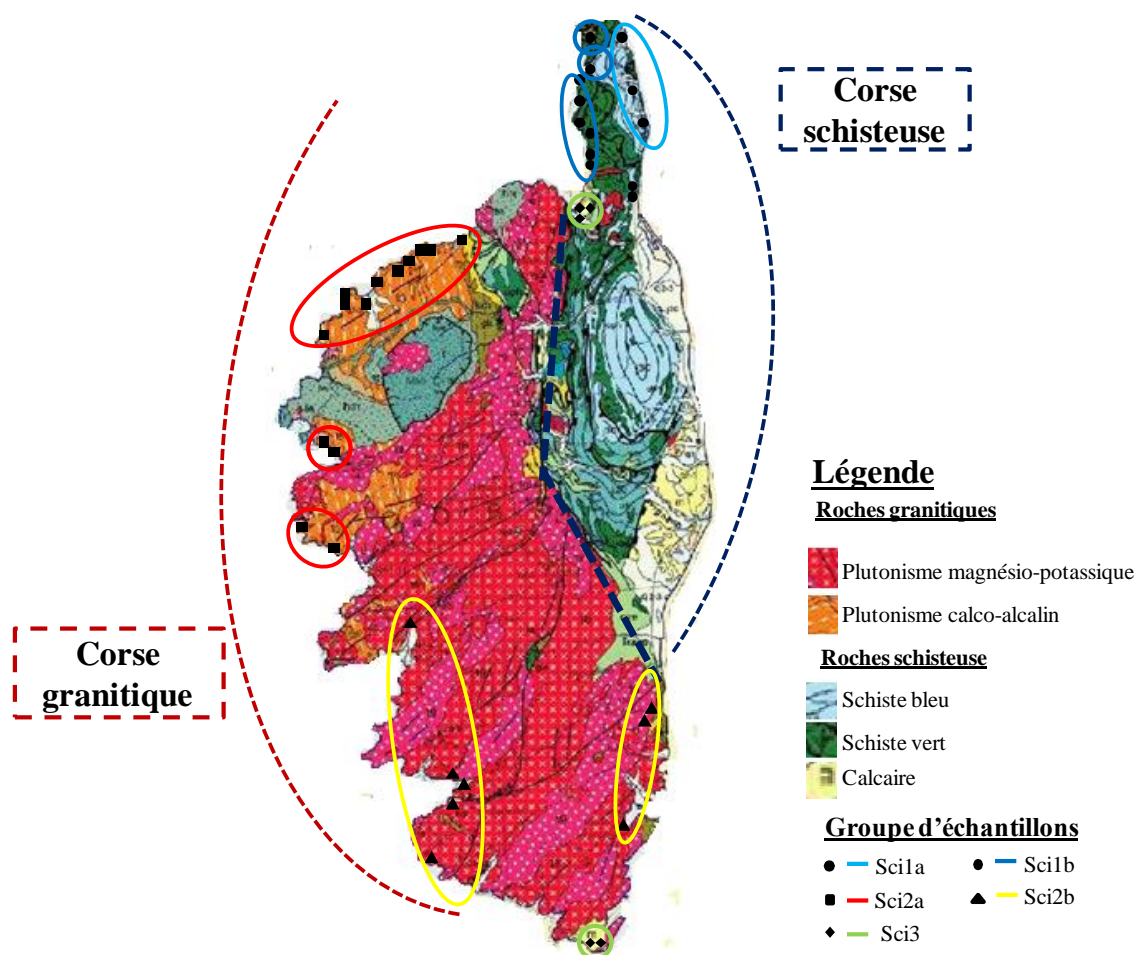 Corse
schisteuse
Corse
granitique
Légende
Roches granitiques
Plutonisme magnésio-potassique
Plutonisme calco-alcalin
Roches schisteuse
Schiste bleu
Schiste vert
Calcaire
Groupe d'échantillons
Sci1a
Sci1b
Sci2a
Sci2b
Sci3